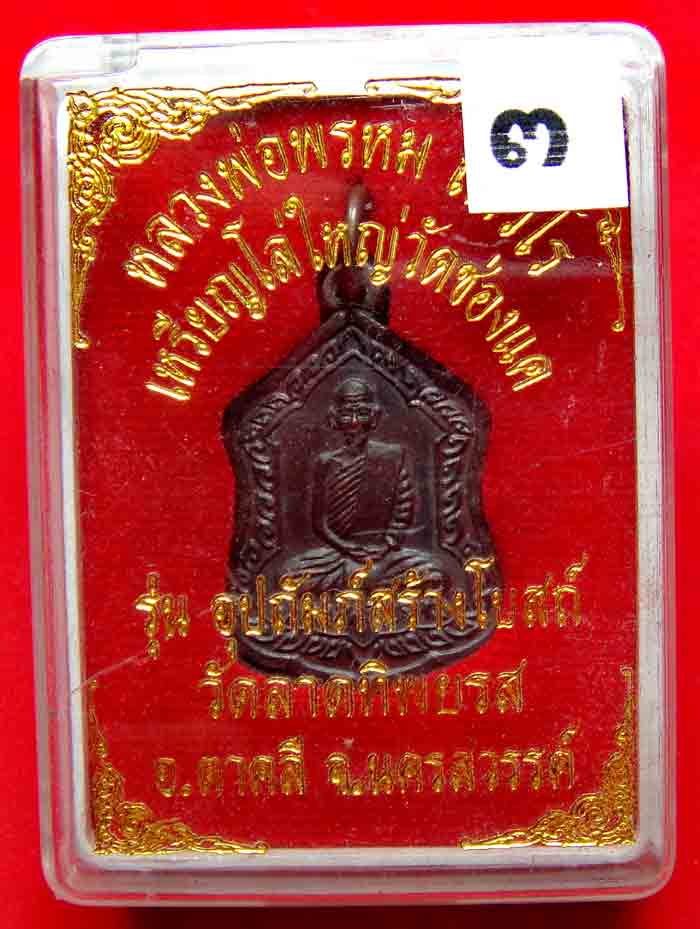 ๓
หลวงพ่อพรหม
เหรียญโล่ใหญ่วัดช่องแค
รุ่น อุปถัมภ์สร้างโบสถ์
วัดลาดทิพยรส
อ.ตาคลี จ.นครสวรรค์